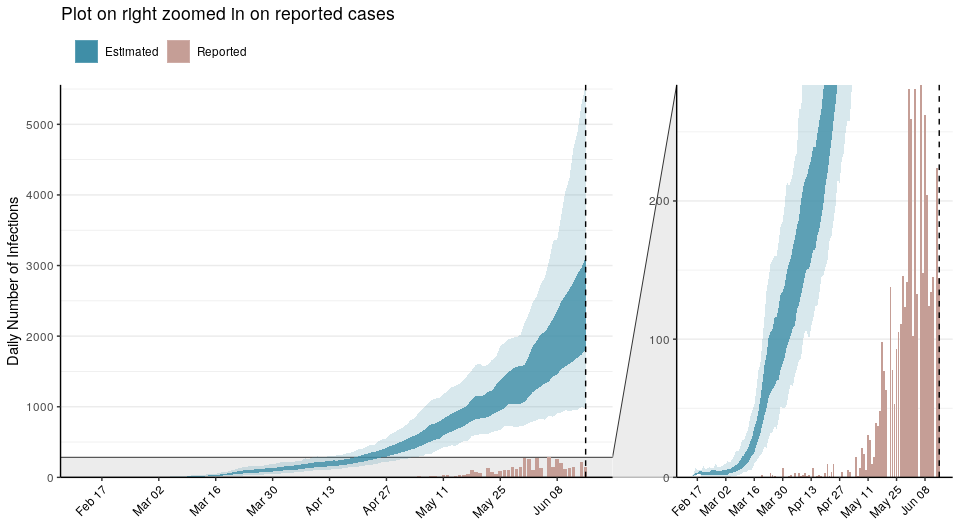 Plot on right zoomed in on reported cases
Estimated Reported
Daily Number of Infections
5000
4000
3000
2000
1000
0
Feb 17 Mar 02 Mar 16 Mar 30 Apr 13 Apr 27 May 11 May 25 Jun 08
200
100
0
Feb 17 Mar 02 Mar 16 Mar 30 Apr 13 Apr 27 May 11 May 25 Jun 08